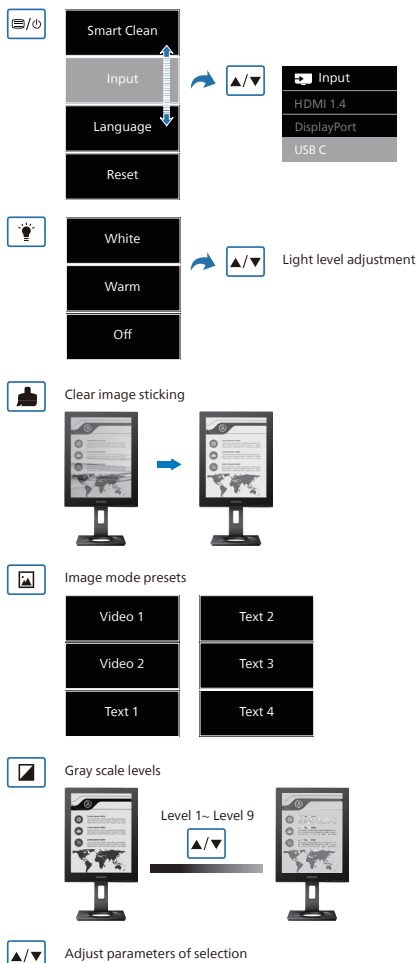 Smart Clean
Input
Language
Reset
Input
HDMI 1.4
DisplayPort
USB C
White
Warm
Off
Light level adjustment
Clear image sticking
Image mode presets
Video 1
Text 2
Video 2
Text 3
Text 1
Text 4
Gray scale levels
Level 1~ Level 9
Adjust parameters of selection